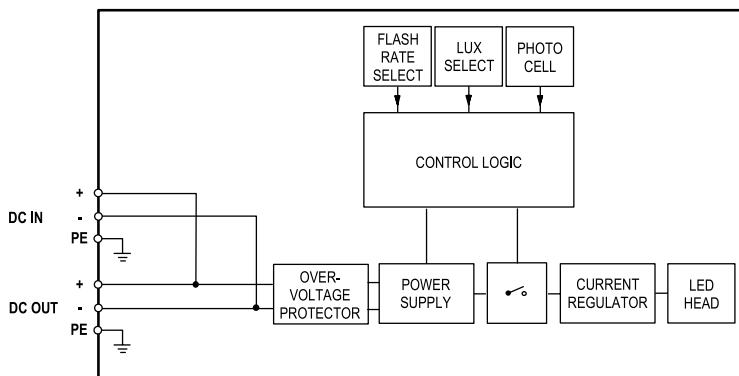 FLASH
RATE
SELECT
LUX
SELECT
PHOTO
CELL
CONTROL LOGIC
+
DC IN
-
PE
+
DC OUT
-
PE
OVER-
VOLTAGE
PROTECTOR
POWER
SUPPLY
CURRENT
REGULATOR
LED
HEAD